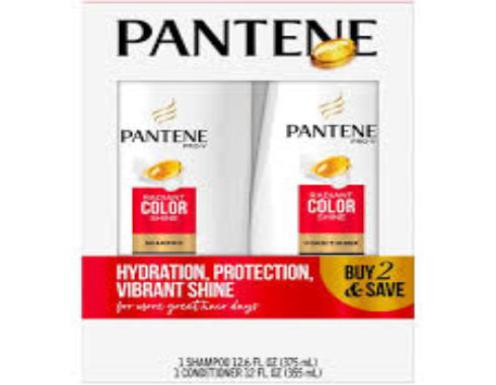 PANTENE
PANTENE
PRO-V
RADIANT
COLOR
SHINE
SHAMPOO
PANTENE
PRO-V
RADIANT
COLOR
SHINE
CONDITIONER
HYDRATION, PROTECTION,
VIBRANT SHINE
for more great hair days
BUY 2
& SAVE
1 SHAMPOO 12.6 FL OZ (375 mL)
1 CONDITIONER 12 FL OZ (355 mL)